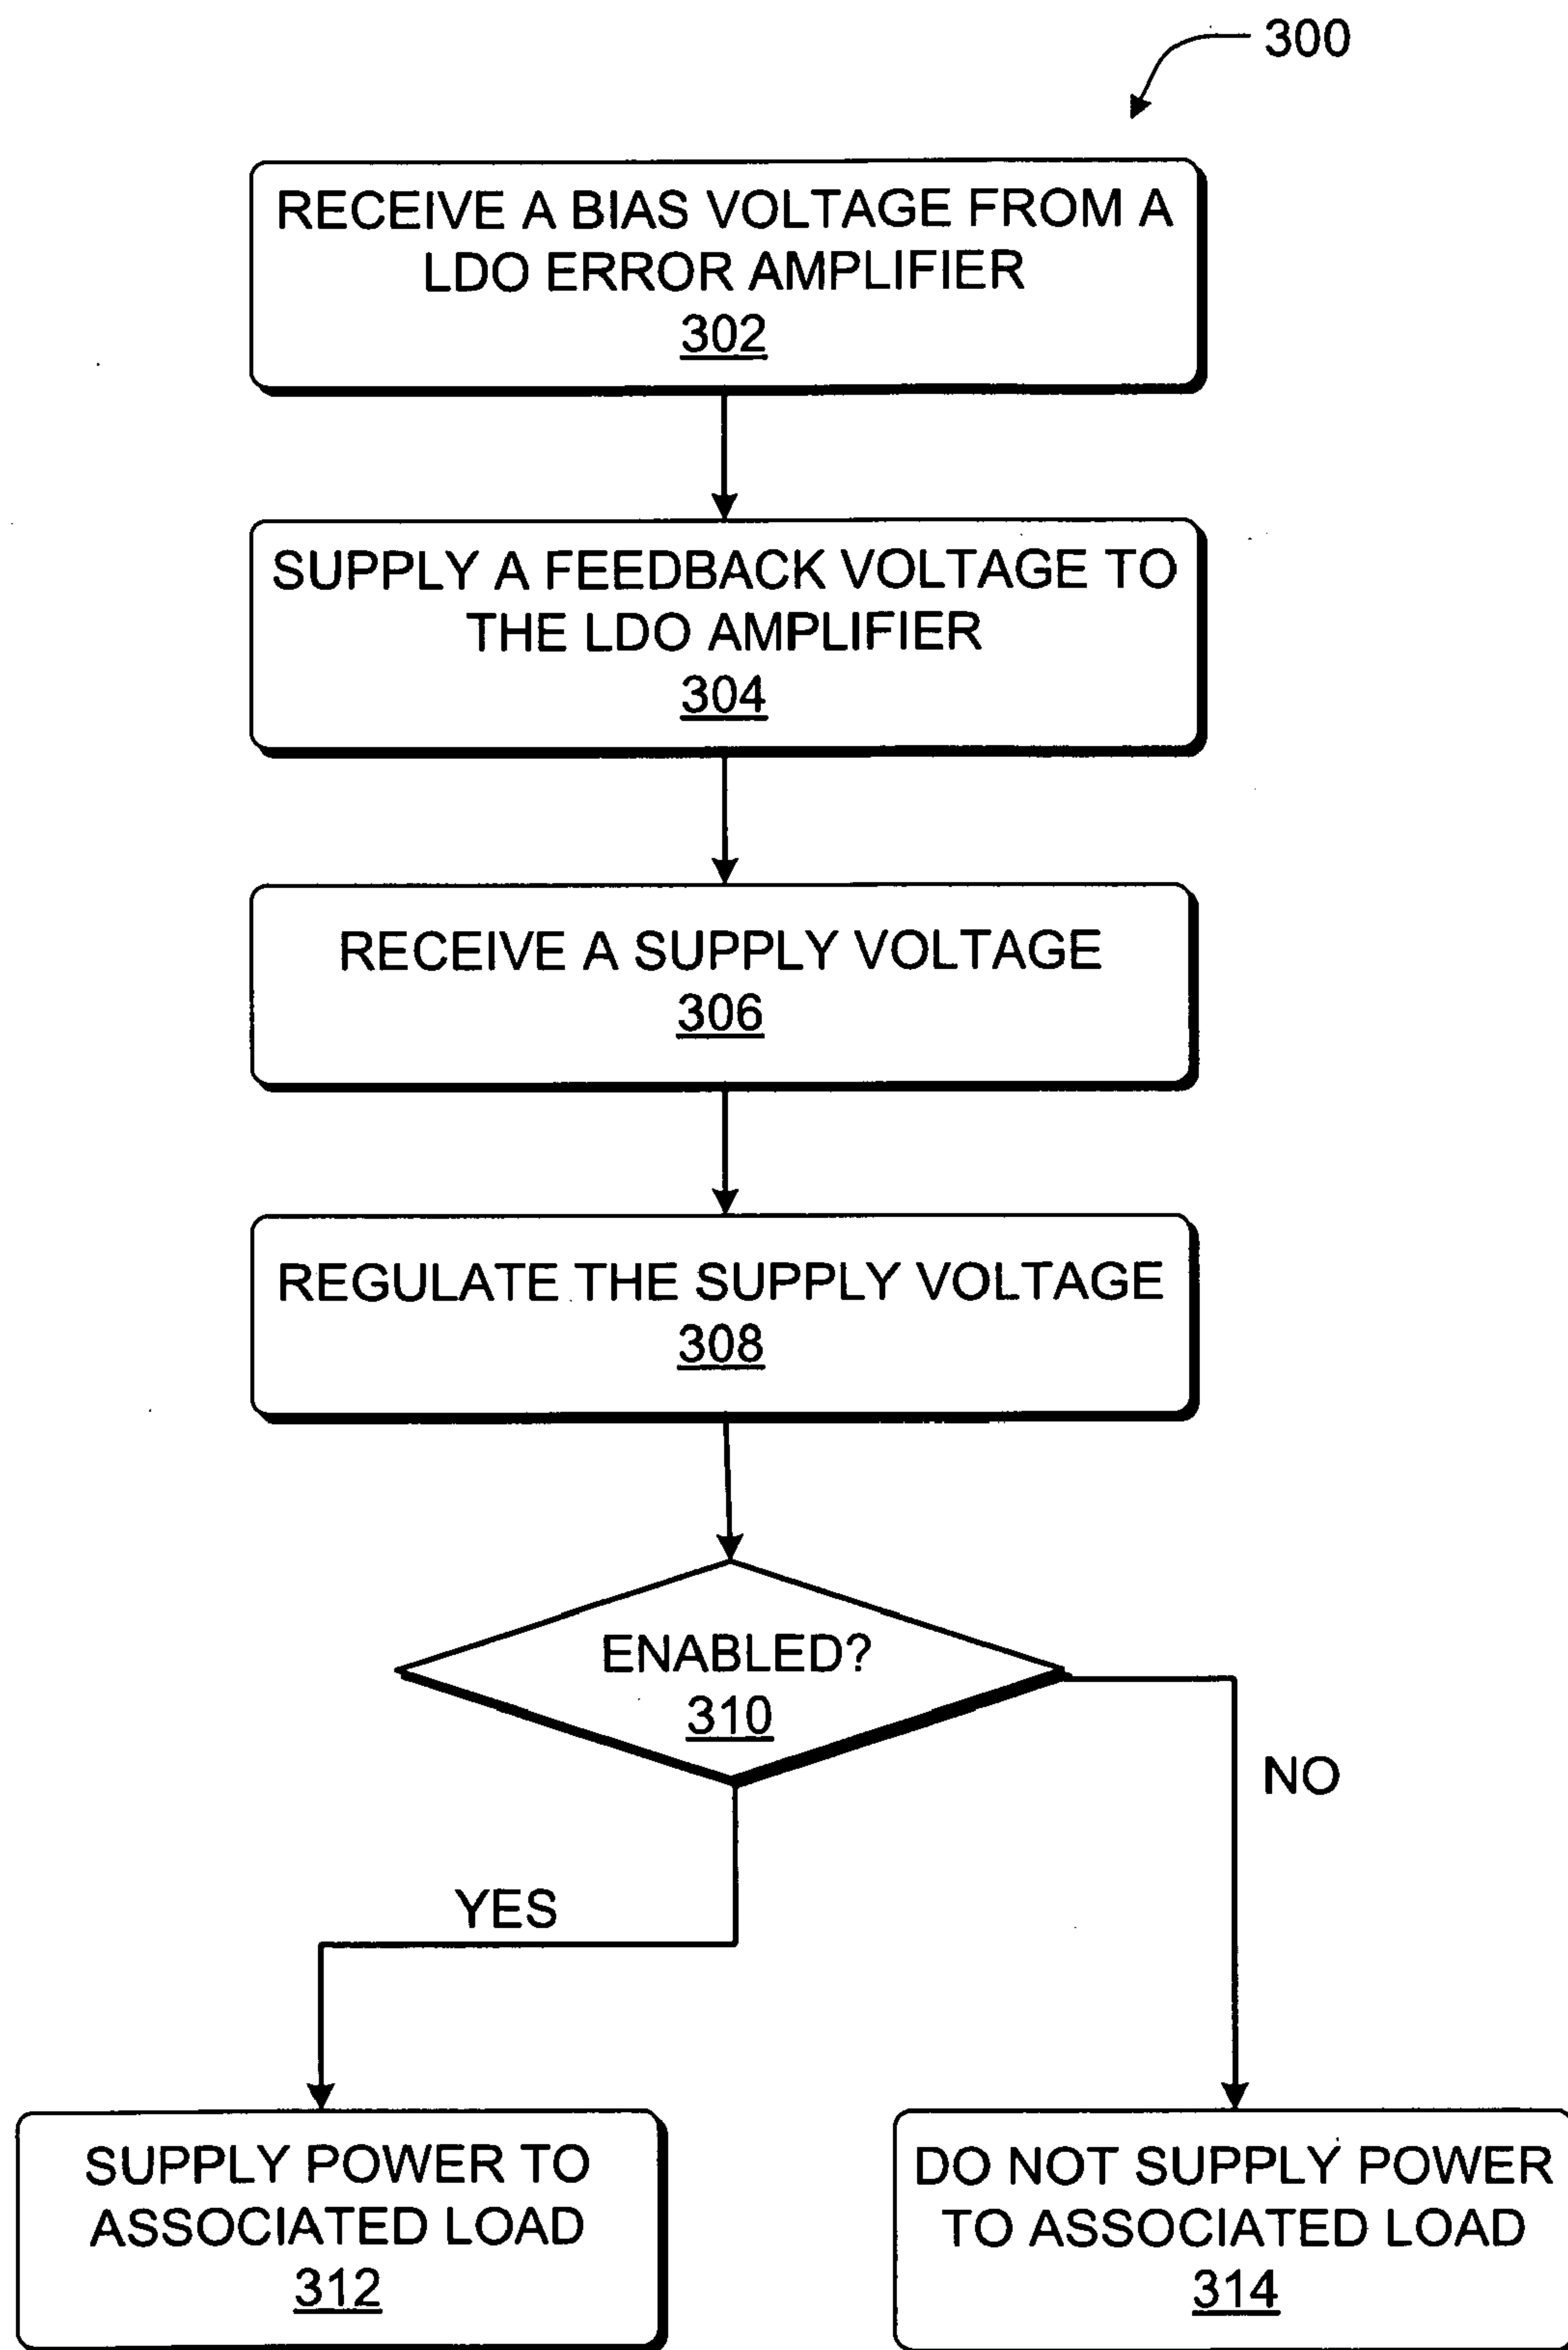 300
RECEIVE A BIAS VOLTAGE FROM A
LDO ERROR AMPLIFIER
302
SUPPLY A FEEDBACK VOLTAGE TO
THE LDO AMPLIFIER
304
RECEIVE A SUPPLY VOLTAGE
306
REGULATE THE SUPPLY VOLTAGE
308
ENABLED?
310
NO
YES
SUPPLY POWER TO
ASSOCIATED LOAD
312
DO NOT SUPPLY POWER
TO ASSOCIATED LOAD
314